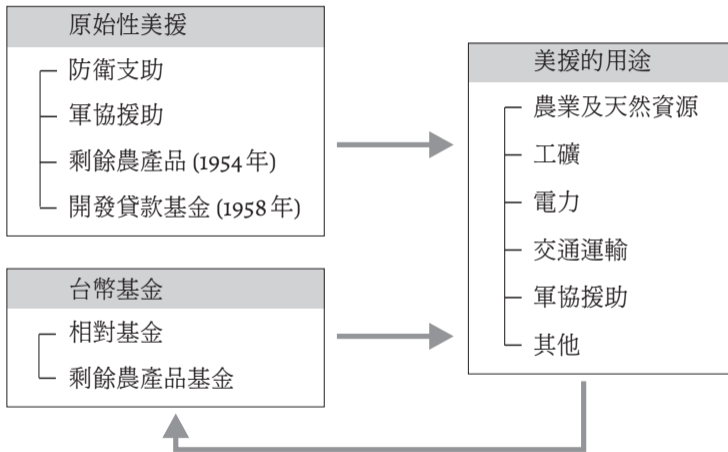 原始性美援
防衛支助
軍協援助
剩餘農產品 (1954年)
開發貸款基金 (1958年)
台幣基金
相對基金
剩餘農產品基金
美援的用途
農業及天然資源
工礦
電力
交通運輸
軍協援助
其他